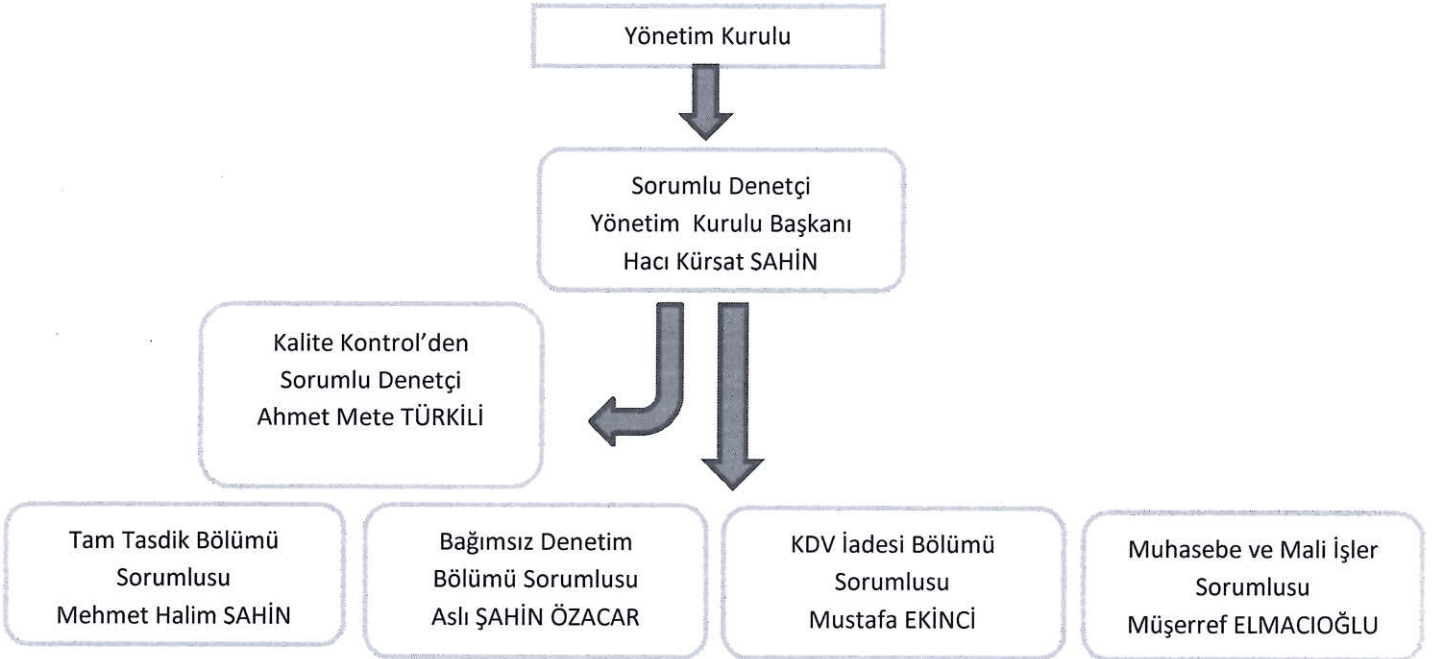 Yönetim Kurulu
Sorumlu Denetçi
Yönetim Kurulu Başkanı
Hacı Kürsat SAHİN
Kalite Kontrol’den
Sorumlu Denetçi
Ahmet Mete TÜRKİLİ
Tam Tasdik Bölümü
Sorumlusu
Mehmet Halim SAHİN
Bağımsız Denetim
Bölümü Sorumlusu
Aslı ŞAHİN ÖZACAR
KDV İadesi Bölümü
Sorumlusu
Mustafa EKİNCİ
Muhasebe ve Mali İşler
Sorumlusu
Müşerref ELMACIOĞLU